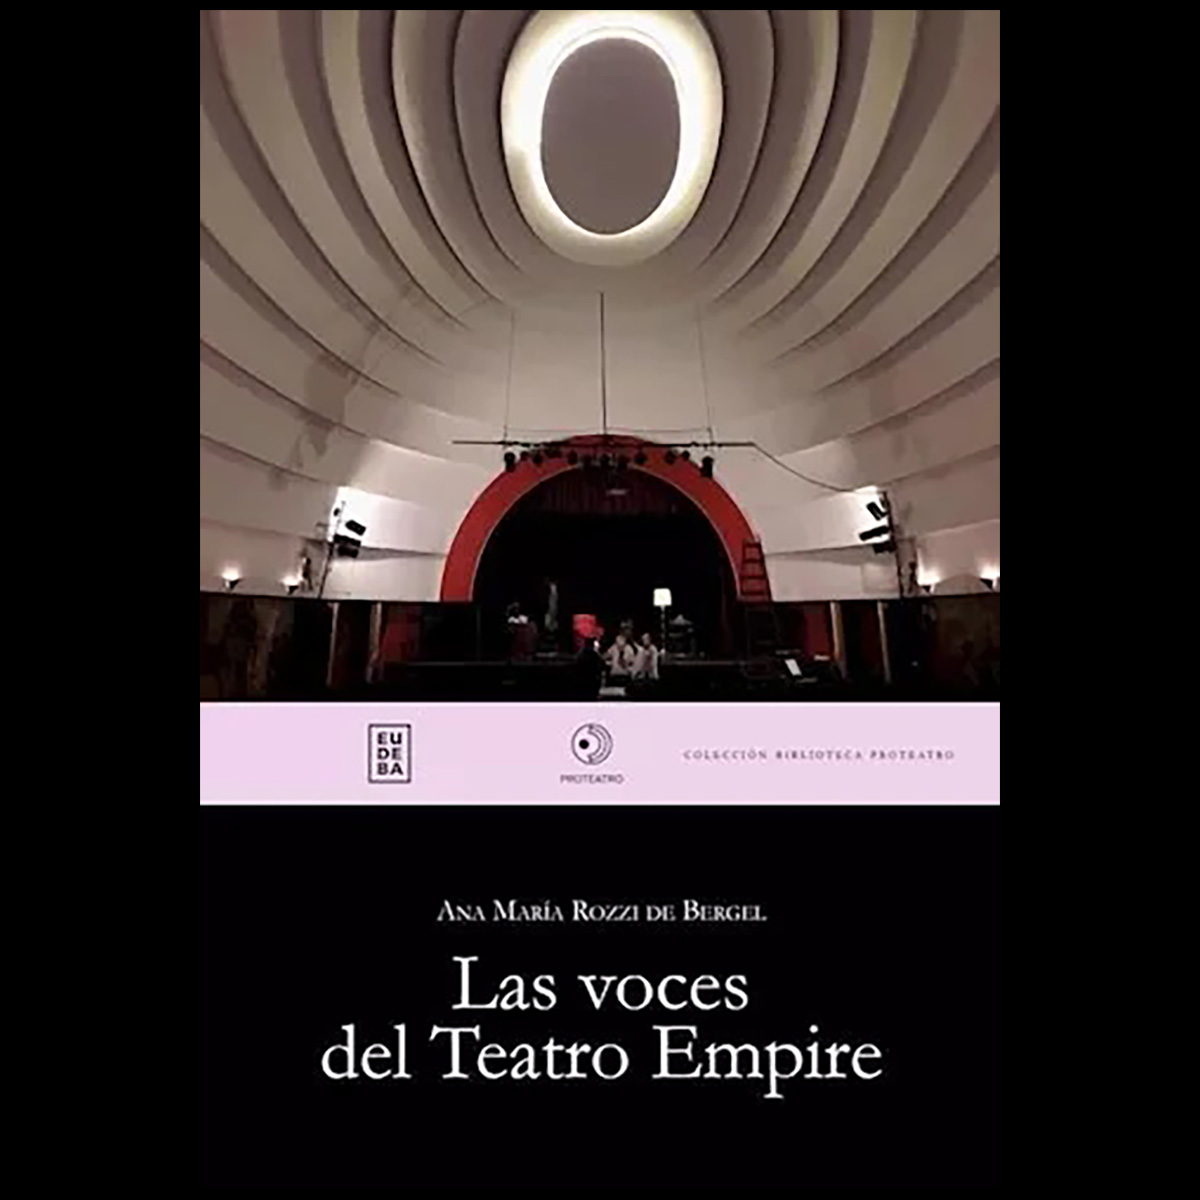 EU
DE
BA
PROTEATRO
COLECCIÓN BIBLIOTECA PROTEATRO
ANA MARÍA ROZZI DE BERGEL
Las voces
del Teatro Empire